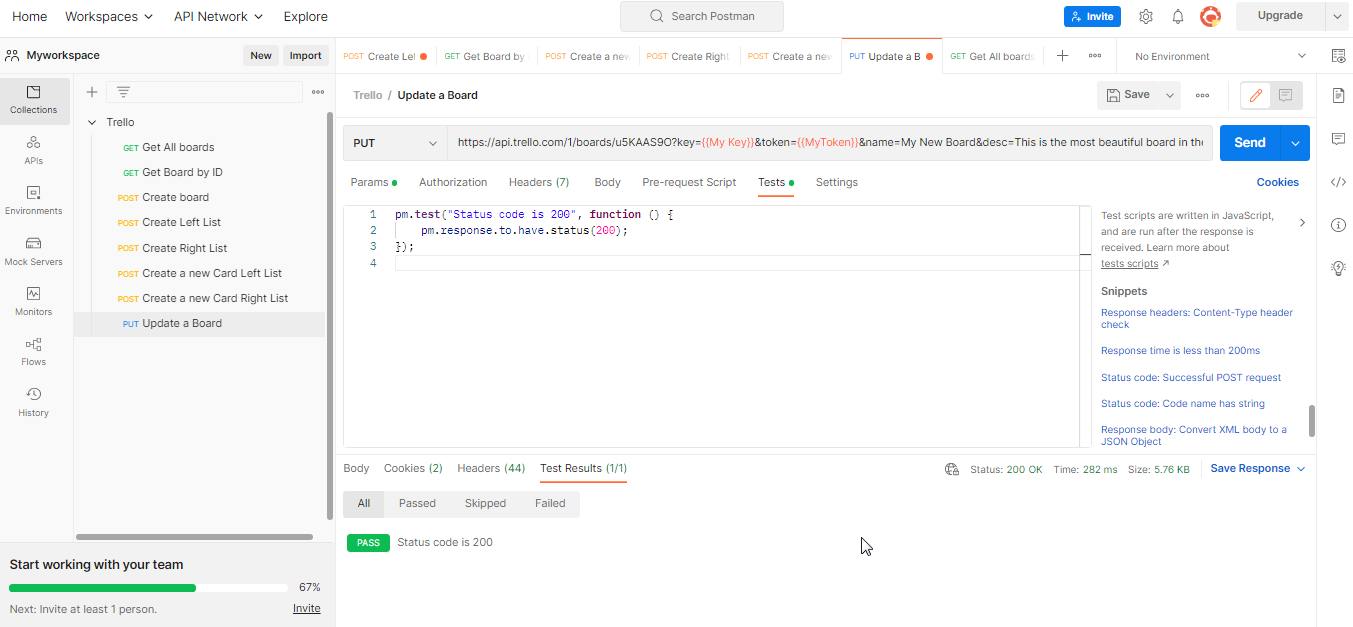 Home Workspaces API Network Explore Search Postman Invite Upgrade
Myworkspace New Import
POST Create Lef GET Get Board by POST Create a new POST Create Right POST Create a new PUT Update a B GET Get All boards No Environment
Collections
APIs
Environments
Mock Servers
Monitors
Flows
History
Trello
GET Get All boards
GET Get Board by ID
POST Create board
POST Create Left List
POST Create Right List
POST Create a new Card Left List
POST Create a new Card Right List
PUT Update a Board
Start working with your team
67%
Next: Invite at least 1 person. Invite
Trello / Update a Board Save
PUT https://api.trello.com/1/boards/u5KAAS9O?key={{My Key}}&token={{MyToken}}&name=My New Board&desc=This is the most beautiful board in the Send
Params Authorization Headers (7) Body Pre-request Script Tests Settings Cookies
1 pm.test("Status code is 200", function () {
2 pm.response.to.have.status(200);
3 });
4
Test scripts are written in JavaScript,
and are run after the response is
received. Learn more about
tests scripts ↗
Snippets
Response headers: Content-Type header
check
Response time is less than 200ms
Status code: Successful POST request
Status code: Code name has string
Response body: Convert XML body to a
JSON Object
Body Cookies (2) Headers (44) Test Results (1/1) Status: 200 OK Time: 282 ms Size: 5.76 KB Save Response
All Passed Skipped Failed
PASS Status code is 200